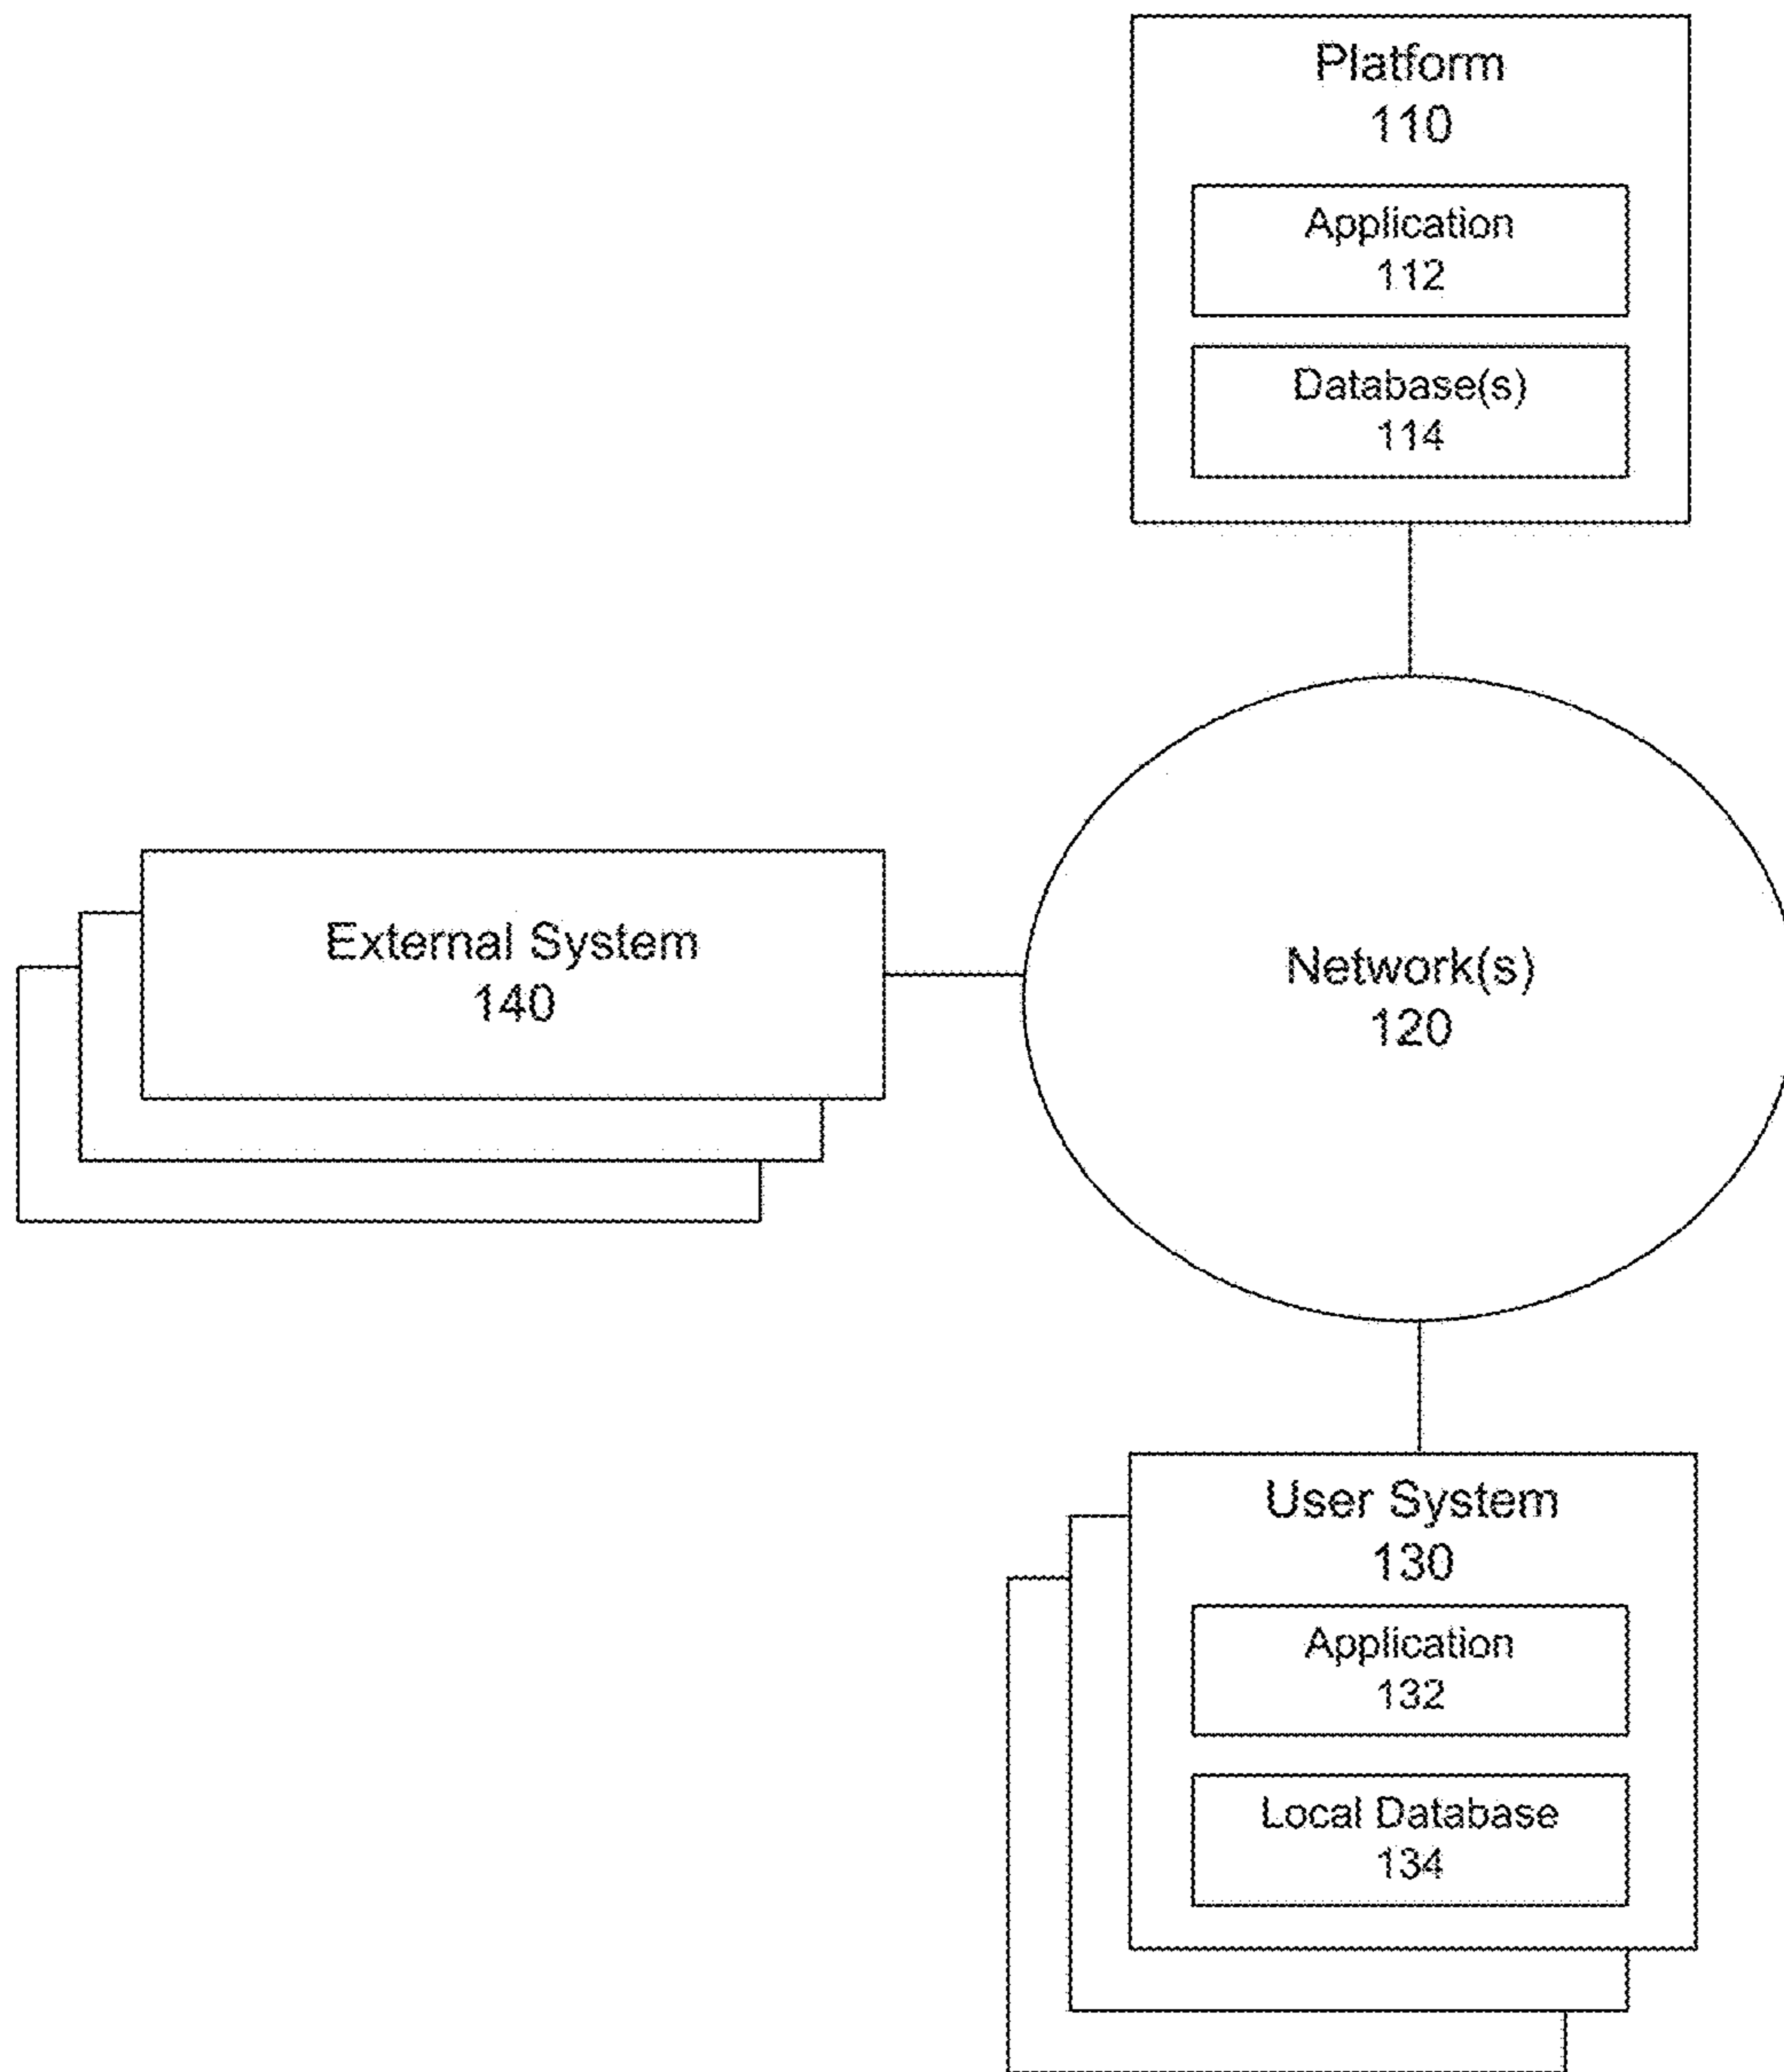 Platform
110
Application
112
Database(s)
114
External System
140
Network(s)
120
User System
130
Application
132
Local Database
134